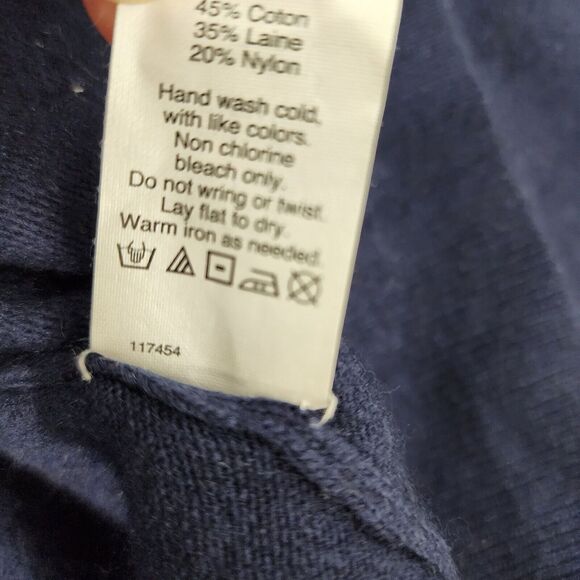 45% Coton
35% Laine
20% Nylon
Hand wash cold,
with like colors.
Non chlorine
bleach only.
Do not wring or twist.
Lay flat to dry.
Warm iron as needed.
117454